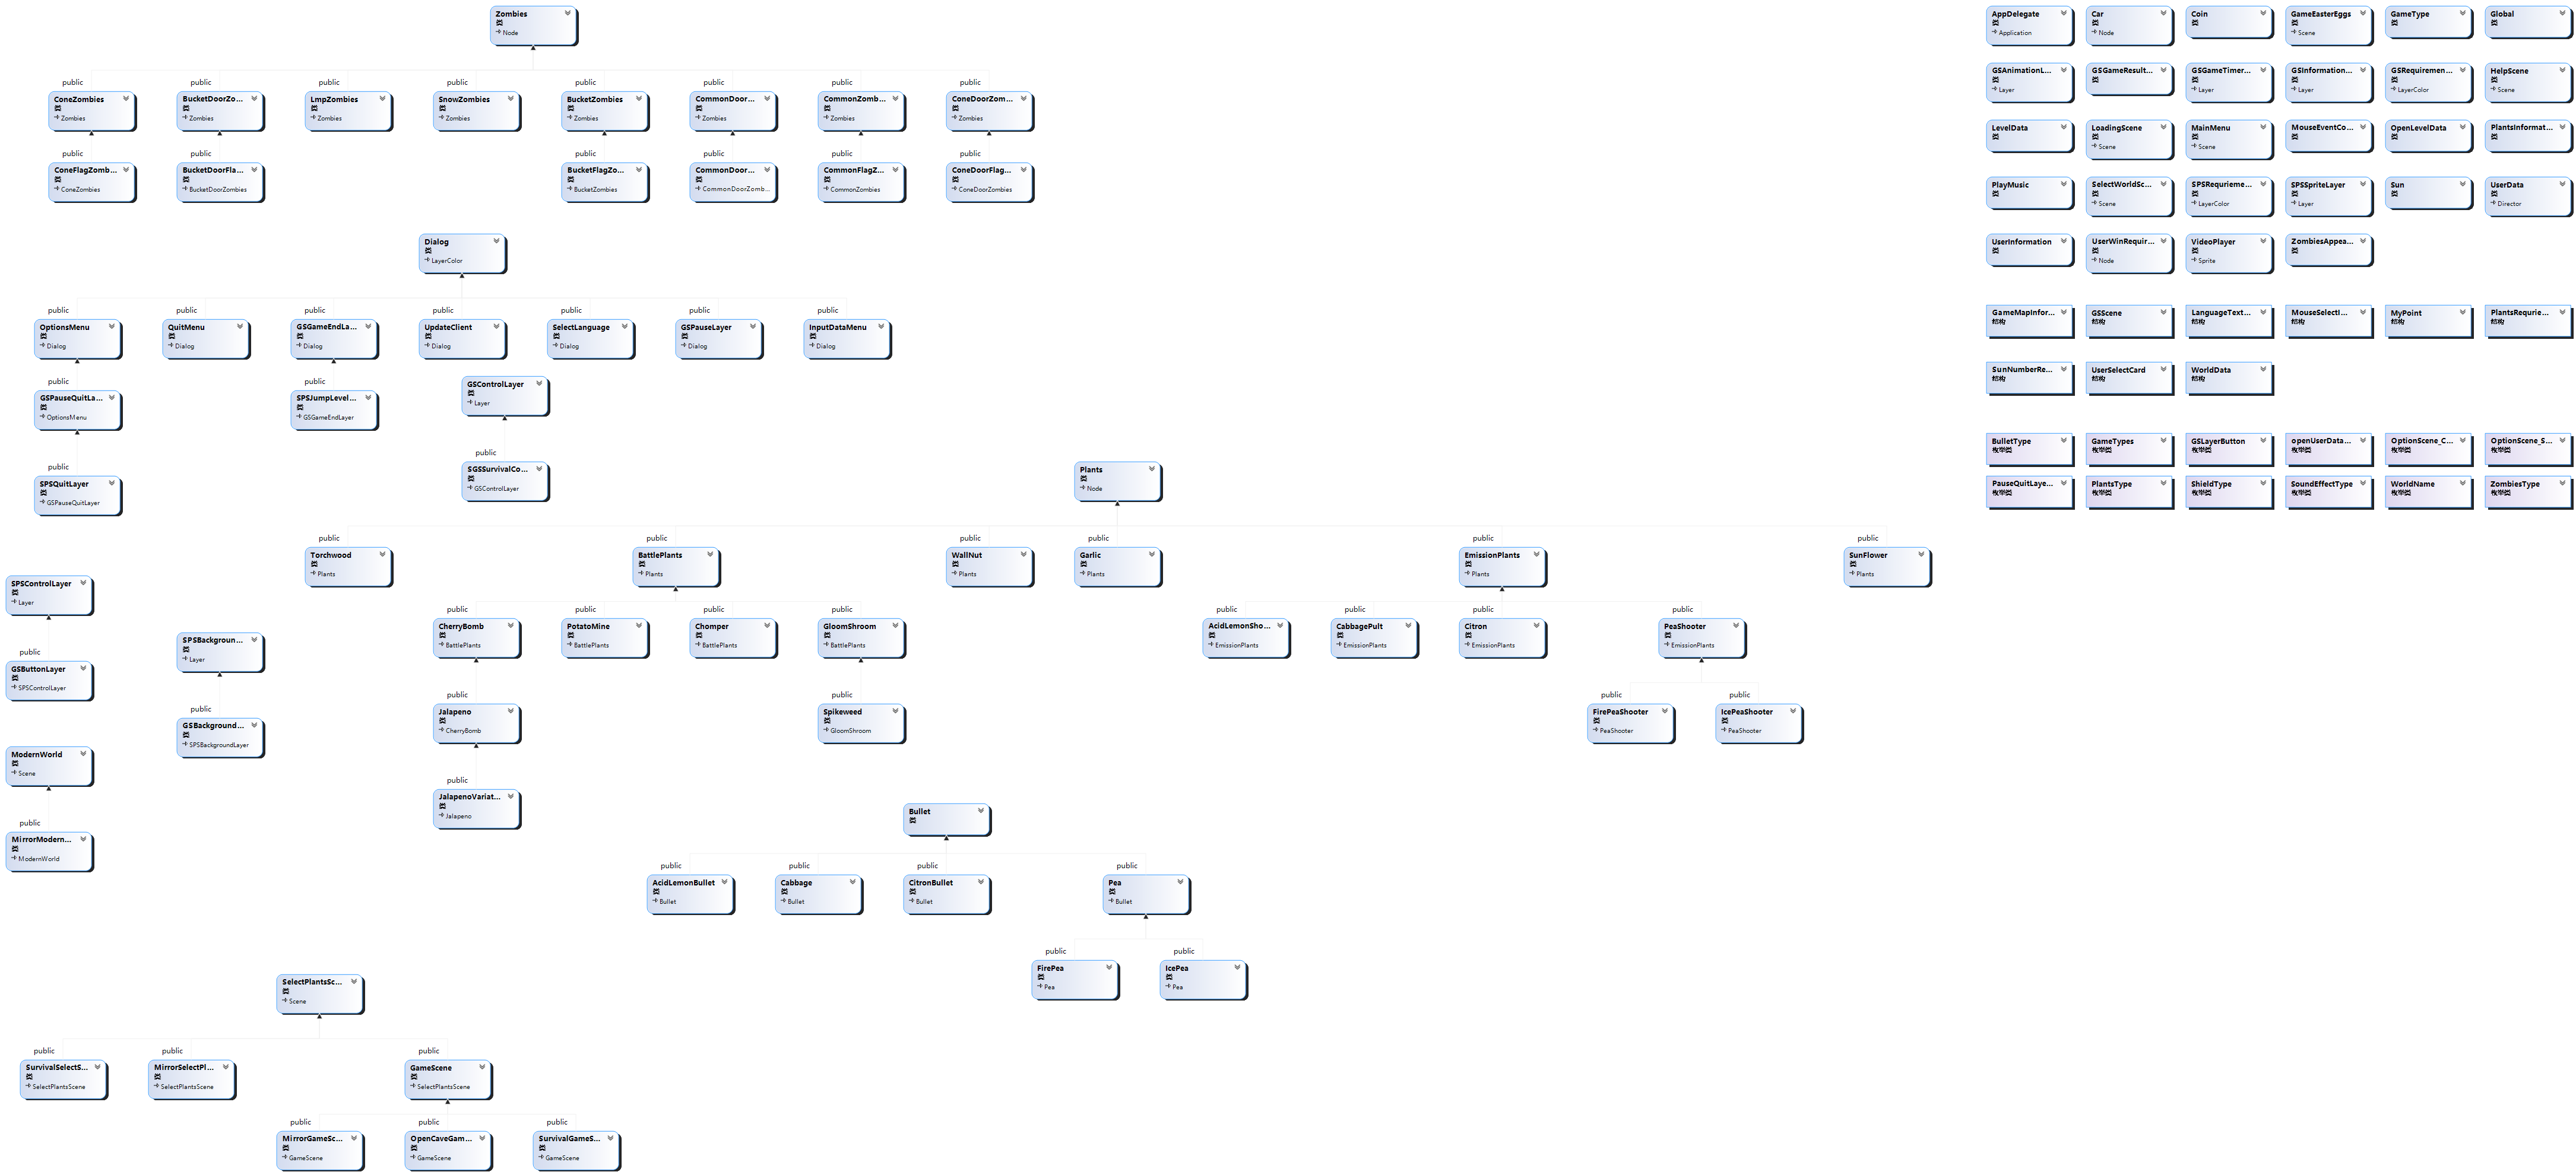 Zombies
类
Node
public
ConeZombies
类
Zombies
public
BucketDoorZo...
类
Zombies
public
LmpZombies
类
Zombies
public
SnowZombies
类
Zombies
public
BucketZombies
类
Zombies
public
CommonDoor...
类
Zombies
public
CommonZomb...
类
Zombies
public
ConeDoorZom...
类
Zombies
public
ConeFlagZomb...
类
ConeZombies
public
BucketDoorFla...
类
BucketDoorZombies
public
BucketFlagZo...
类
BucketZombies
public
CommonDoor...
类
CommonDoorZomb...
public
CommonFlagZ...
类
CommonZombies
public
ConeDoorFlag...
类
ConeDoorZombies
Dialog
类
LayerColor
public
OptionsMenu
类
Dialog
public
QuitMenu
类
Dialog
public
GSGameEndLa...
类
Dialog
public
UpdateClient
类
Dialog
public
SelectLanguage
类
Dialog
public
GSPauseLayer
类
Dialog
public
InputDataMenu
类
Dialog
public
GSPauseQuitLa...
类
OptionsMenu
public
SPSJumpLevel...
类
GSGameEndLayer
public
SPSQuitLayer
类
GSPauseQuitLayer
GSControlLayer
类
Layer
public
SGSSurvivalCo...
类
GSControlLayer
Plants
类
Node
public
Torchwood
类
Plants
public
BattlePlants
类
Plants
public
WallNut
类
Plants
public
Garlic
类
Plants
public
EmissionPlants
类
Plants
public
SunFlower
类
Plants
public
CherryBomb
类
BattlePlants
public
PotatoMine
类
BattlePlants
public
Chomper
类
BattlePlants
public
GloomShroom
类
BattlePlants
public
AcidLemonSho...
类
EmissionPlants
public
CabbagePult
类
EmissionPlants
public
Citron
类
EmissionPlants
public
PeaShooter
类
EmissionPlants
public
Jalapeno
类
CherryBomb
public
Spikeweed
类
GloomShroom
public
FirePeaShooter
类
PeaShooter
public
IcePeaShooter
类
PeaShooter
public
JalapenoVariat...
类
Jalapeno
SPSControlLayer
类
Layer
public
GSButtonLayer
类
SPSControlLayer
SPSBackgroun...
类
Layer
public
GSBackground...
类
SPSBackgroundLayer
ModernWorld
类
Scene
public
MirrorModern...
类
ModernWorld
Bullet
类
public
AcidLemonBullet
类
Bullet
public
Cabbage
类
Bullet
public
CitronBullet
类
Bullet
public
Pea
类
Bullet
public
FirePea
类
Pea
public
IcePea
类
Pea
SelectPlantsSc...
类
Scene
public
SurvivalSelectS...
类
SelectPlantsScene
public
MirrorSelectPl...
类
SelectPlantsScene
public
GameScene
类
SelectPlantsScene
public
MirrorGameSc...
类
GameScene
public
OpenCaveGam...
类
GameScene
public
SurvivalGameS...
类
GameScene
AppDelegate
类
Application
Car
类
Node
Coin
类
GameEasterEggs
类
Scene
GameType
类
Global
类
GSAnimationL...
类
Layer
GSGameResult...
类
GSGameTimer...
类
Layer
GSInformation...
类
Layer
GSRequiremen...
类
LayerColor
HelpScene
类
Scene
LevelData
类
LoadingScene
类
Scene
MainMenu
类
Scene
MouseEventCo...
类
OpenLevelData
类
PlantsInformat...
类
PlayMusic
类
SelectWorldSc...
类
Scene
SPSRequrieme...
类
LayerColor
SPSSpriteLayer
类
Layer
Sun
类
UserData
类
Director
UserInformation
类
UserWinRequir...
类
Node
VideoPlayer
类
Sprite
ZombiesAppea...
类
GameMapInfor...
结构
GSScene
结构
LanguageText...
结构
MouseSelectI...
结构
MyPoint
结构
PlantsRequrie...
结构
SunNumberRe...
结构
UserSelectCard
结构
WorldData
结构
BulletType
枚举类
GameTypes
枚举类
GSLayerButton
枚举类
openUserData...
枚举类
OptionScene_C...
枚举类
OptionScene_S...
枚举类
PauseQuitLaye...
枚举类
PlantsType
枚举类
ShieldType
枚举类
SoundEffectType
枚举类
WorldName
枚举类
ZombiesType
枚举类